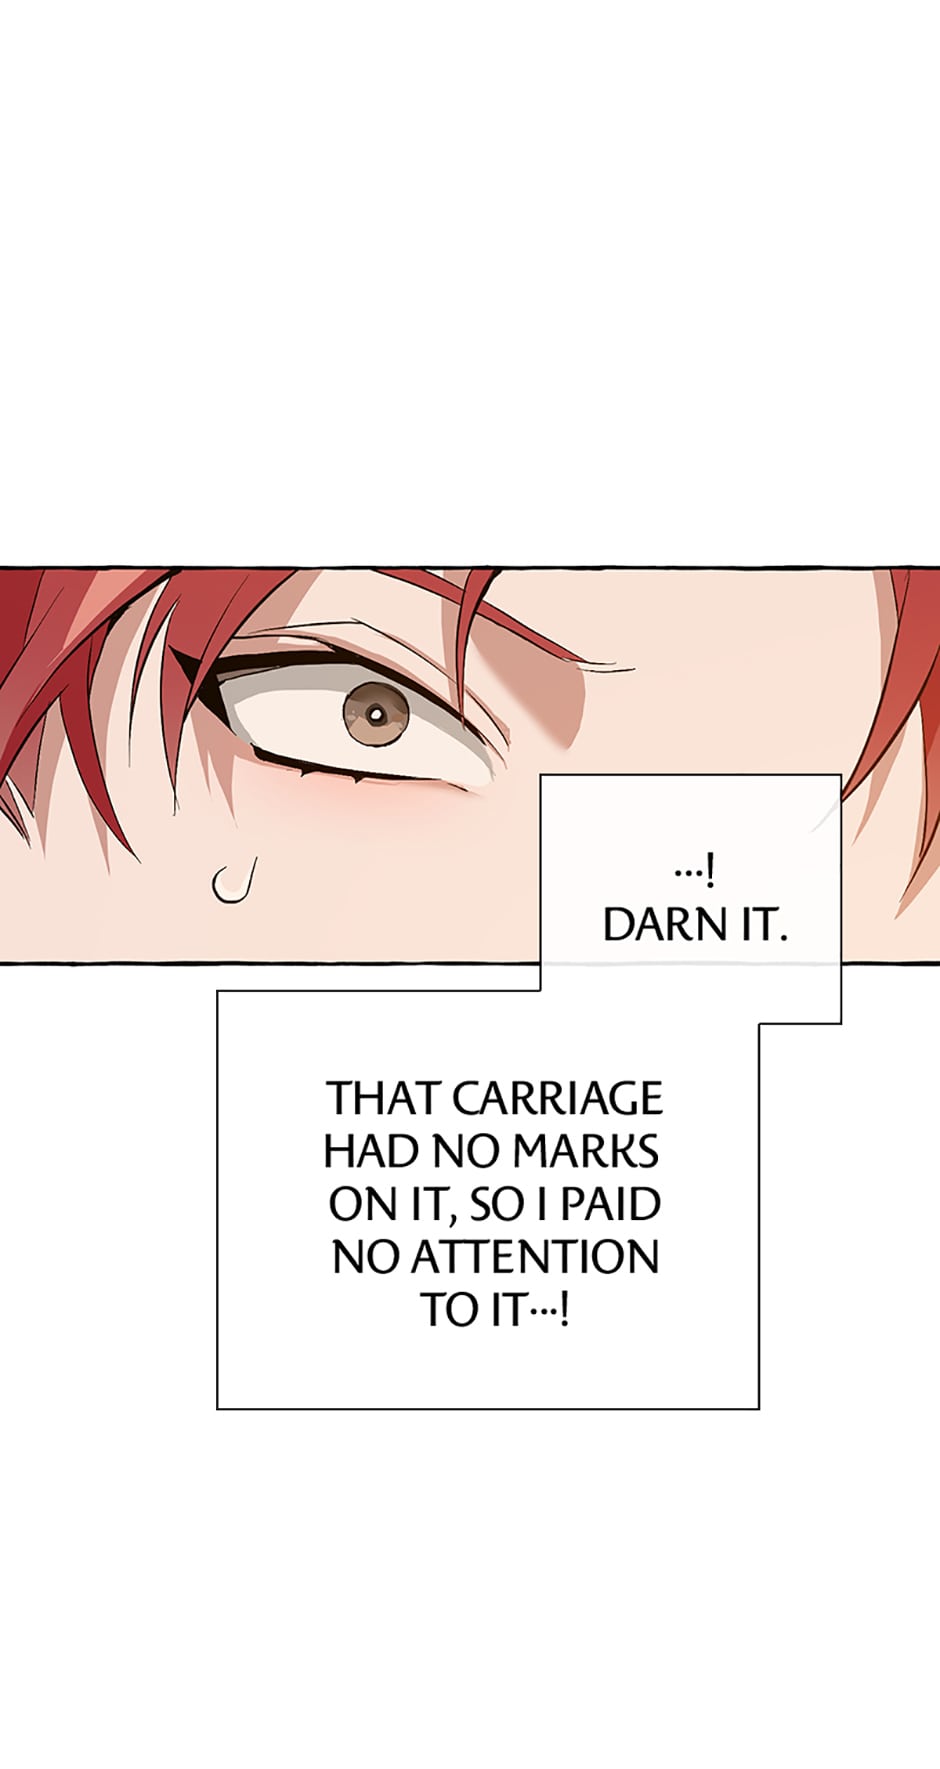 ...!
DARN IT.
THAT CARRIAGE
HAD NO MARKS
ON IT, SO I PAID
NO ATTENTION
TO IT...!